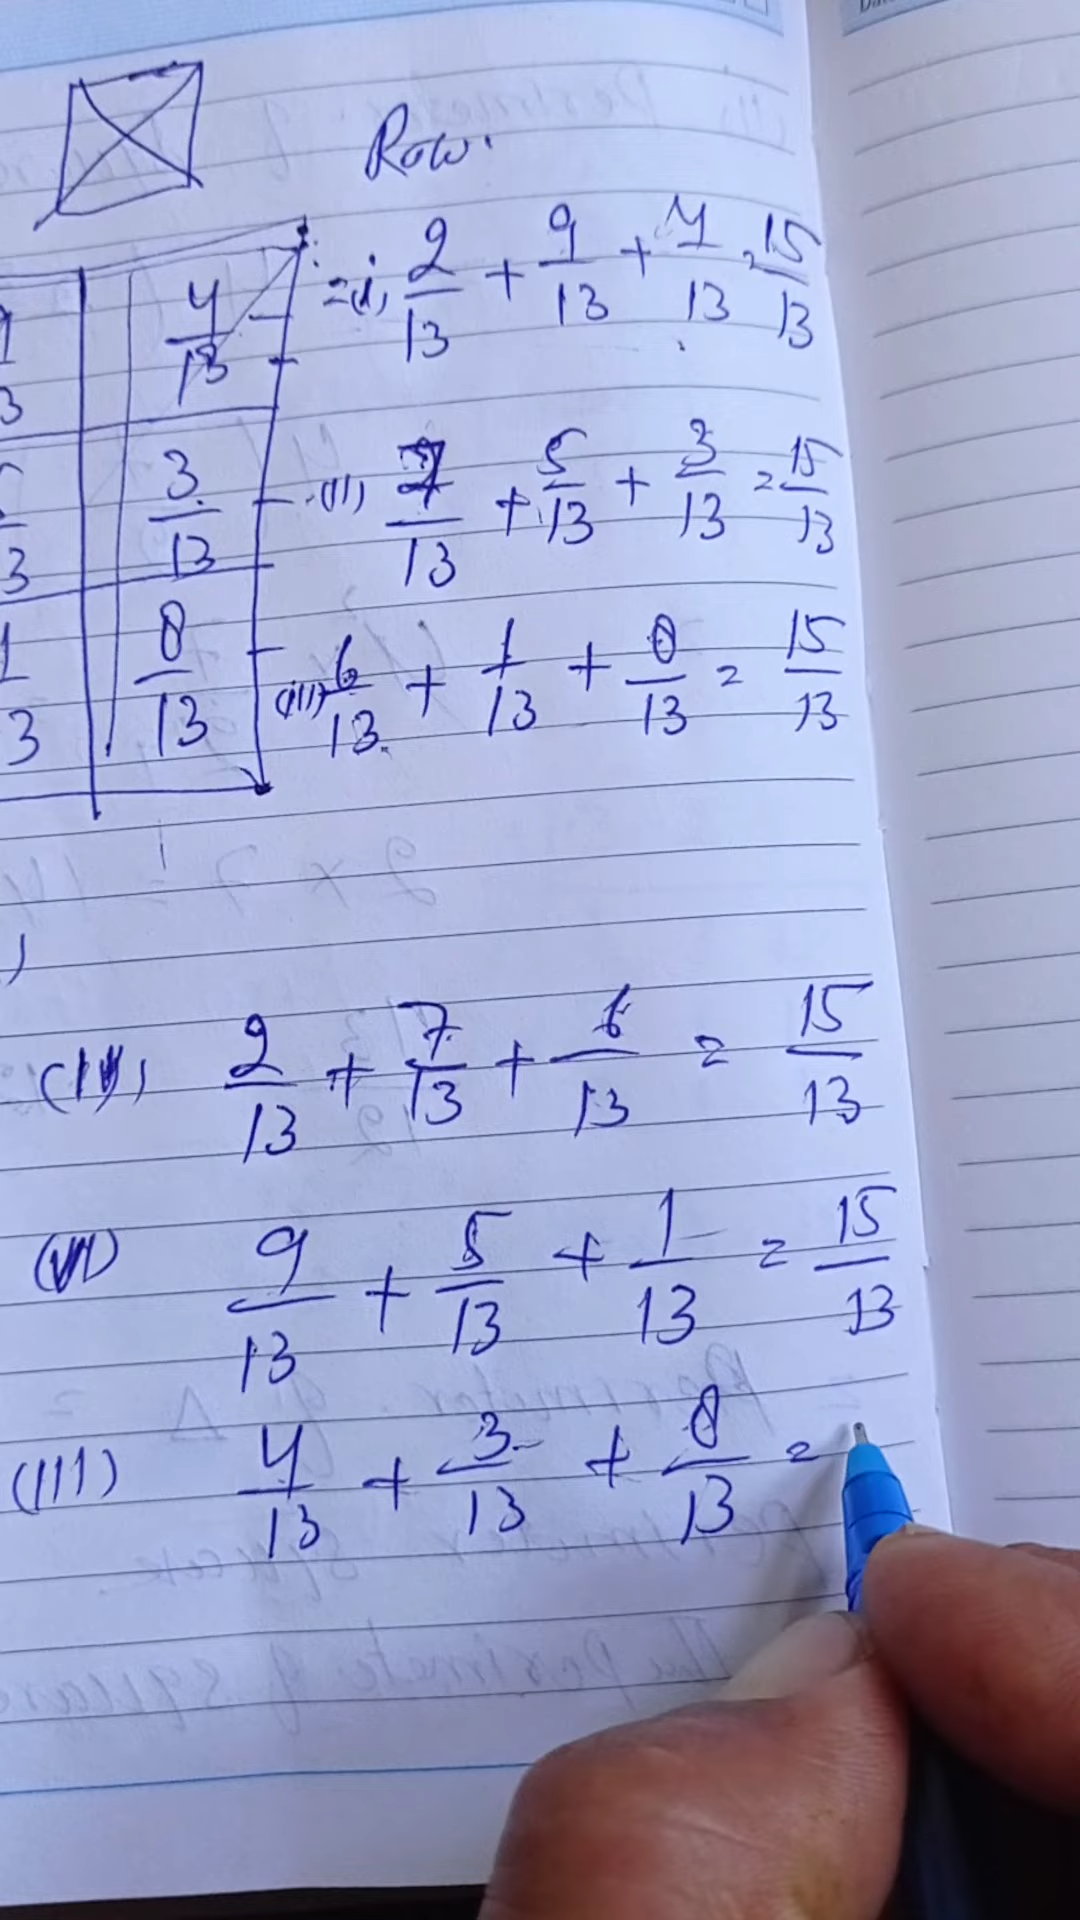 Row.
4/13 =(i) 2/13 + 9/13 + 4/13 = 15/13
3/13 (II) 7/13 + 5/13 + 3/13 = 15/13
8/13 (III) 6/13 + 1/13 + 8/13 = 15/13
2/13 + 7/13 + 6/13 = 15/13
9/13 + 5/13 + 1/13 = 15/13
(III) 4/13 + 3/13 + 8/13 =